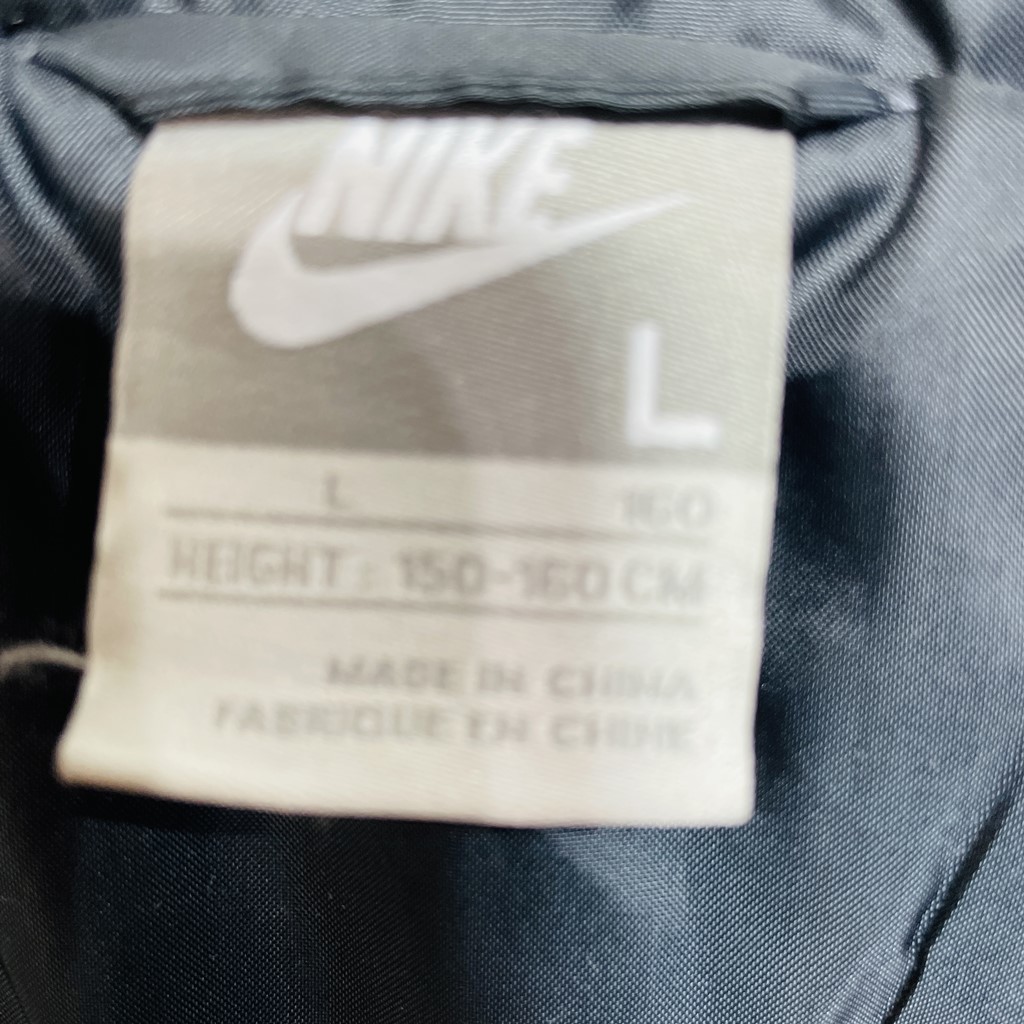 NIKE
L
L 160
HEIGHT : 150-160 CM
MADE IN CHINA
FABRIQUE EN CHINE